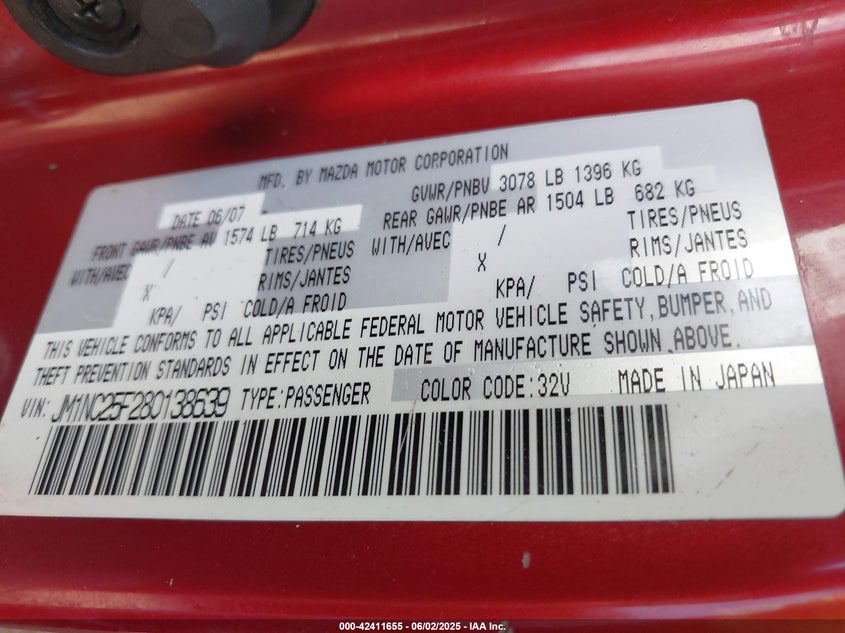 MFD. BY MAZDA MOTOR CORPORATION
DATE 06/07 GVWR/PNBV 3078 LB 1396 KG
FRONT GAWR/PNBE AV 1574 LB 714 KG REAR GAWR/PNBE AR 1504 LB 682 KG
WITH/AVEC / TIRES/PNEUS WITH/AVEC / TIRES/PNEUS
X RIMS/JANTES X RIMS/JANTES
KPA/ PSI COLD/A FROID KPA/ PSI COLD/A FROID
THIS VEHICLE CONFORMS TO ALL APPLICABLE FEDERAL MOTOR VEHICLE SAFETY, BUMPER, AND
THEFT PREVENTION STANDARDS IN EFFECT ON THE DATE OF MANUFACTURE SHOWN ABOVE.
VIN: JM1NC25F280138639 TYPE:PASSENGER COLOR CODE:32V MADE IN JAPAN
000-42411655 - 06/02/2025 - IAA Inc.